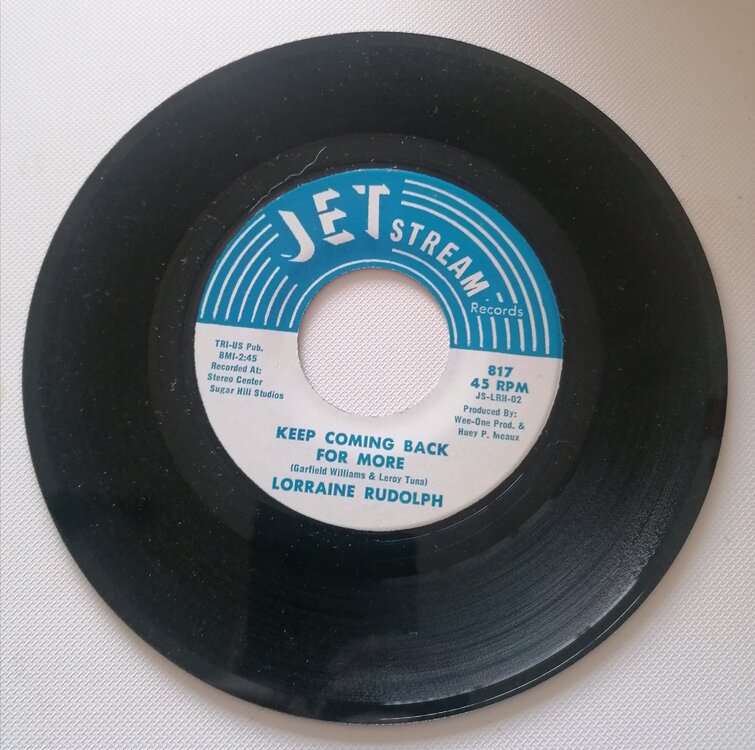 JET STREAM
Records
TRI-US Pub.
BMI-2:45
Recorded At:
Stereo Center
Sugar Hill Studios
817
45 RPM
JS-LRH-02
Produced By:
Wee-One Prod. &
Huey P. Meaux
KEEP COMING BACK
FOR MORE
(Garfield Williams & Leroy Tuna)
LORRAINE RUDOLPH